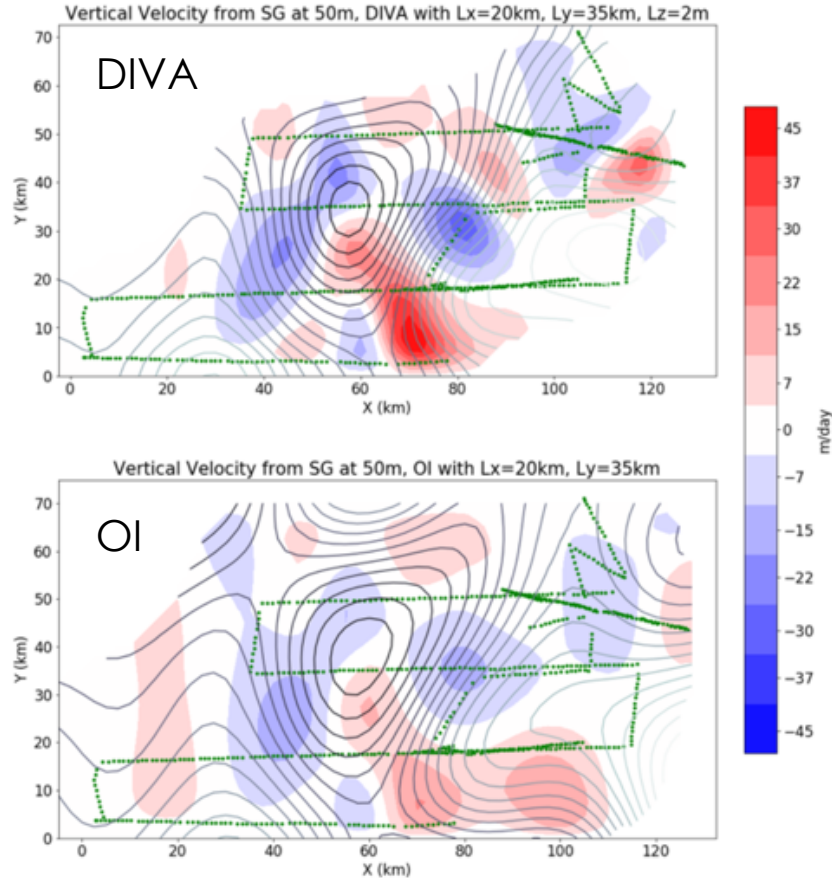 Vertical Velocity from SG at 50m, DIVA with Lx=20km, Ly=35km, Lz=2m
DIVA
70
60
50
40
30
20
10
0
Y (km)
0 20 40 60 80 100 120
X (km)
Vertical Velocity from SG at 50m, OI with Lx=20km, Ly=35km
OI
70
60
50
40
30
20
10
0
Y (km)
0 20 40 60 80 100 120
X (km)
45
37
30
22
15
7
0
−7
−15
−22
−30
−37
−45
m/day